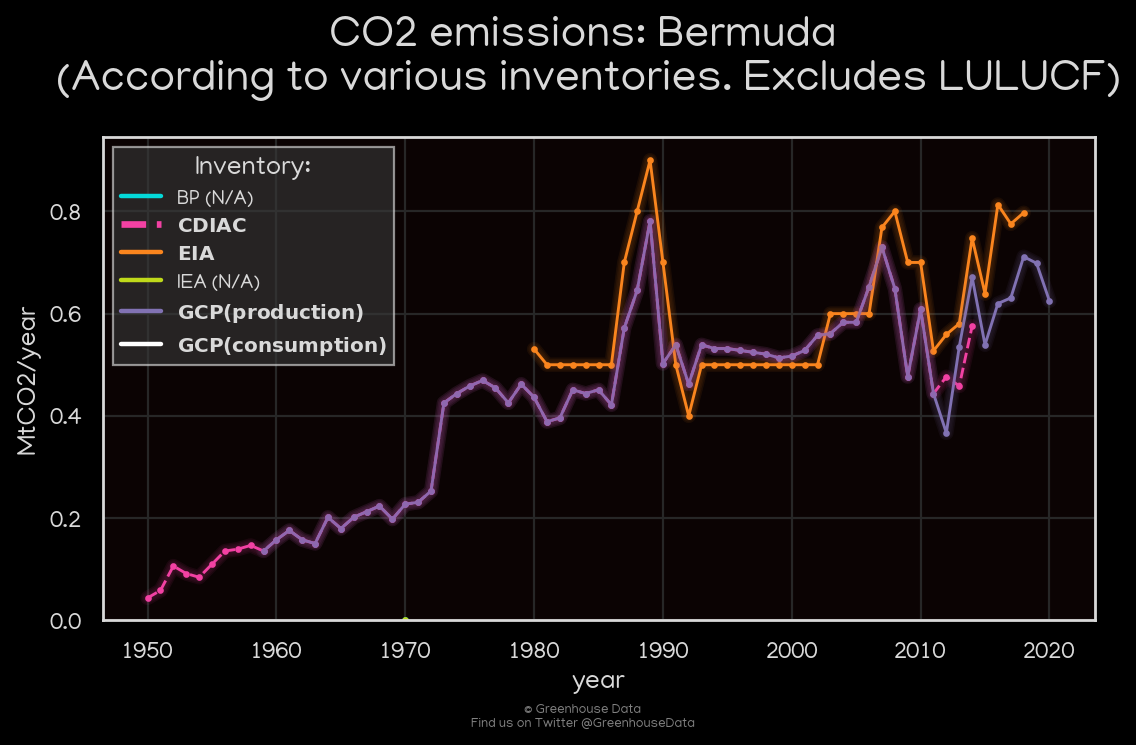 CO2 emissions: Bermuda
(According to various inventories. Excludes LULUCF)
Inventory:
BP (N/A)
CDIAC
EIA
IEA (N/A)
GCP(production)
GCP(consumption)
MtCO2/year
0.8
0.6
0.4
0.2
0.0
1950 1960 1970 1980 1990 2000 2010 2020
year
© Greenhouse Data
Find us on Twitter @GreenhouseData